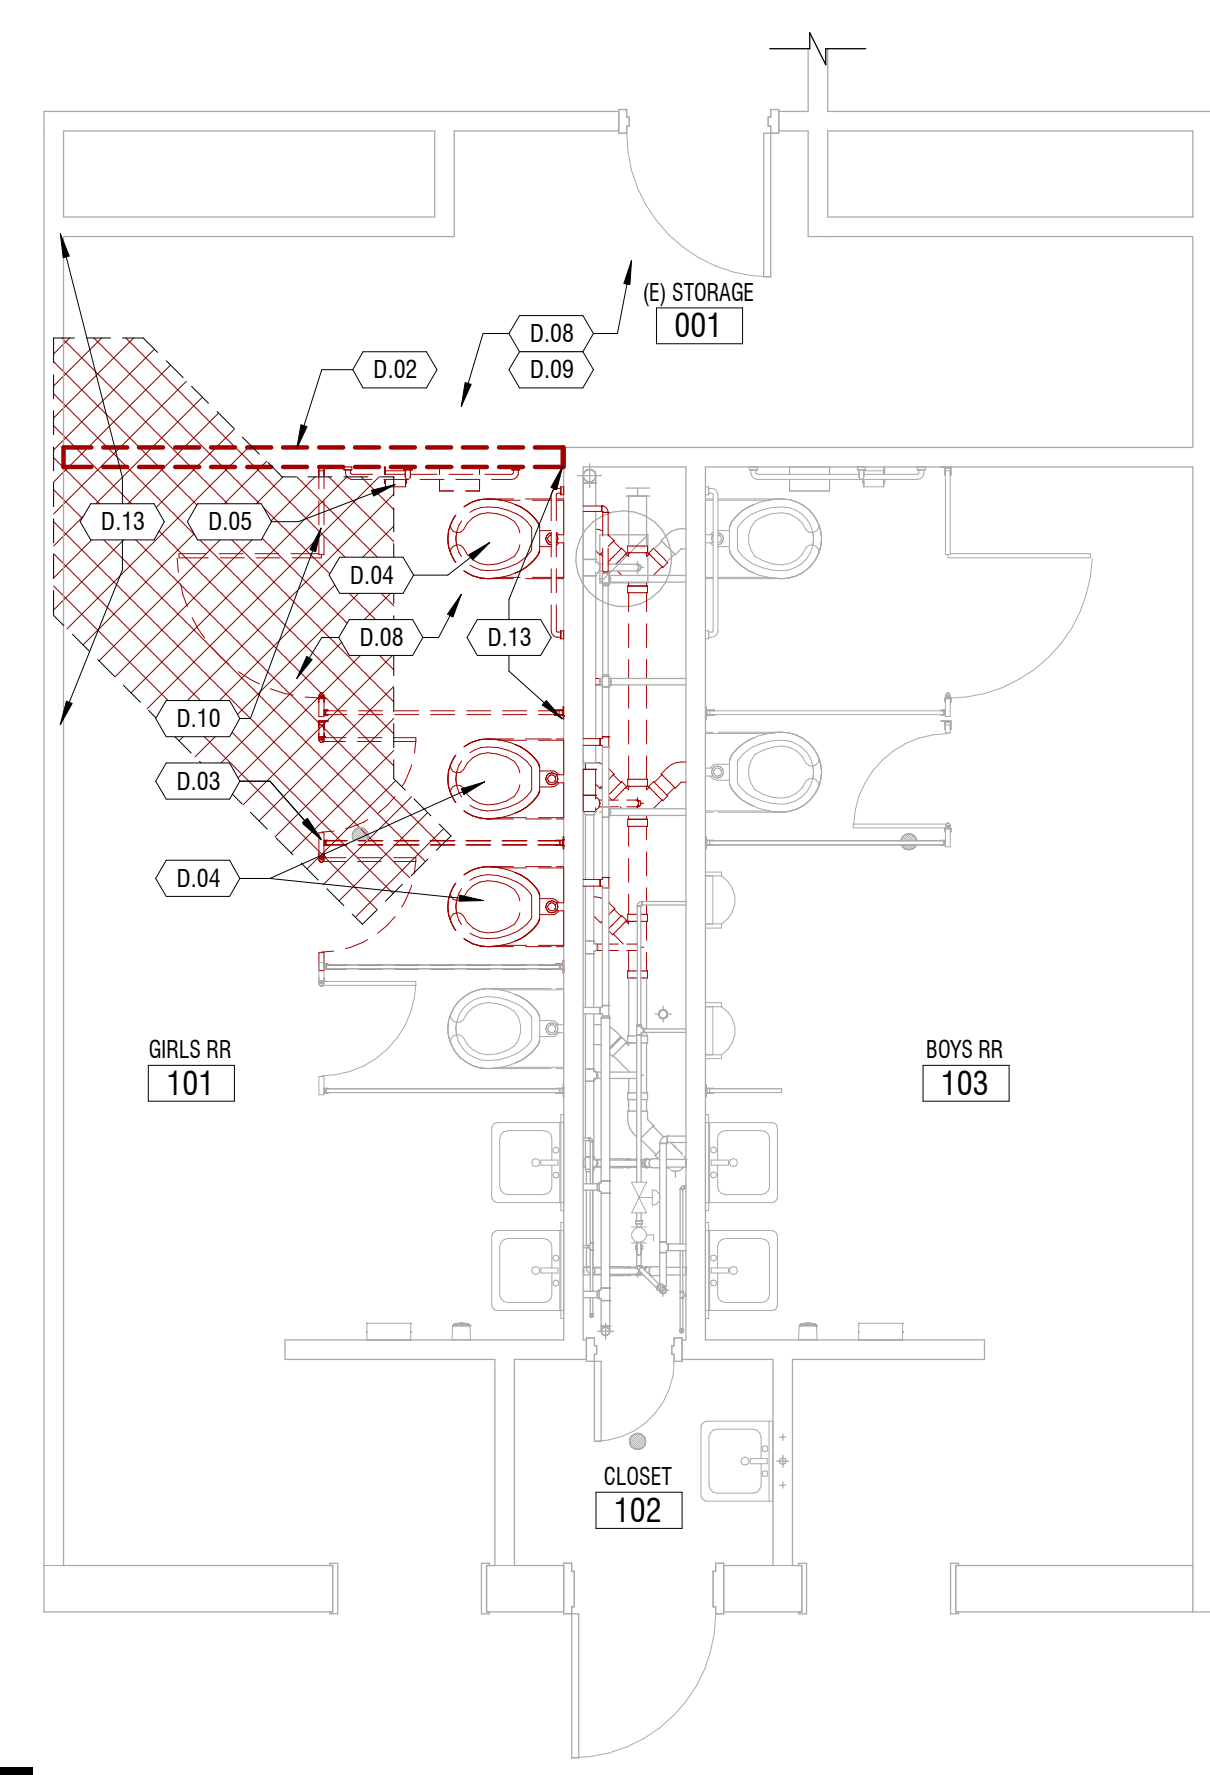 (E) STORAGE
001
D.08
D.09
D.02
D.13
D.05
D.04
D.08
D.13
D.10
D.03
D.04
GIRLS RR
101
BOYS RR
103
CLOSET
102